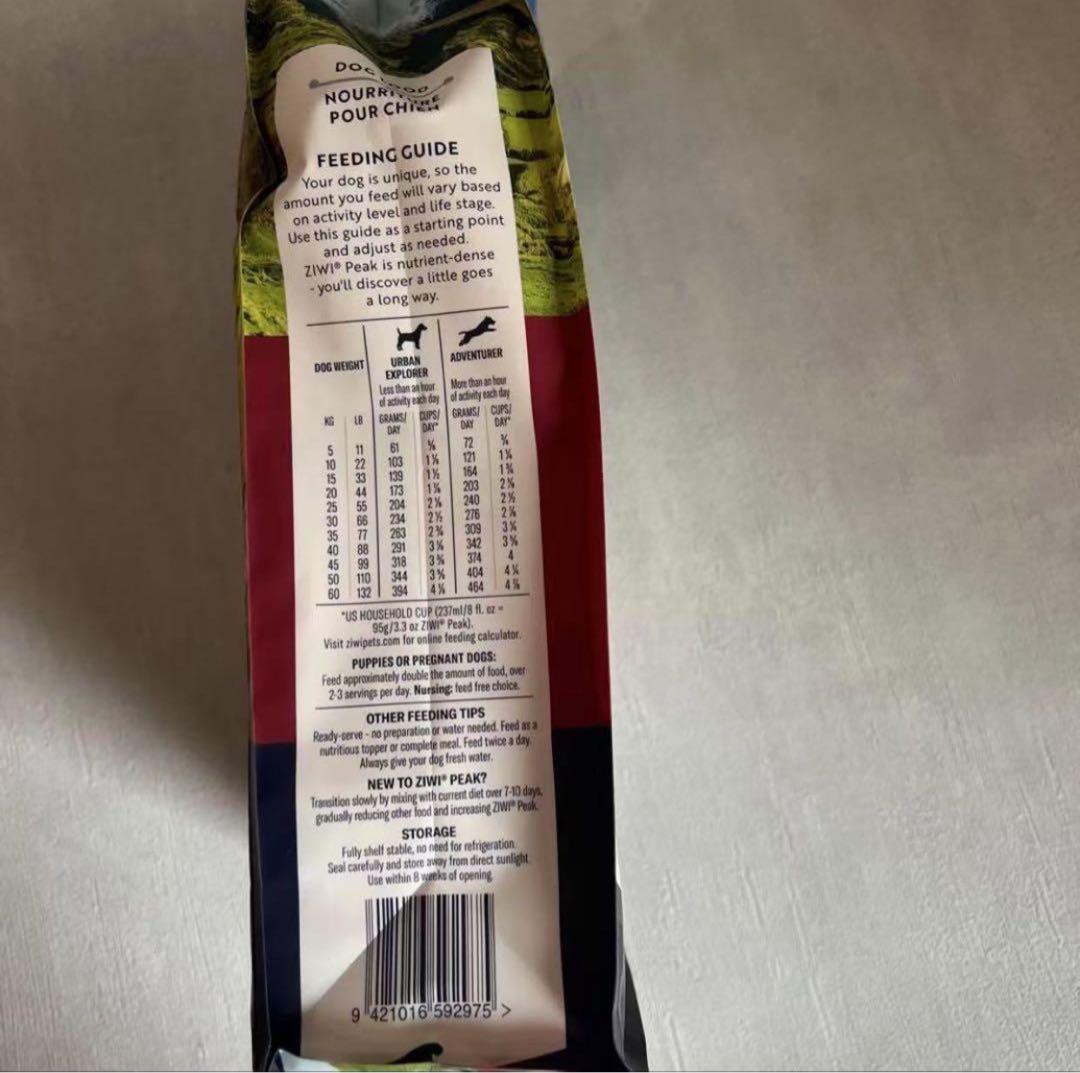 DOG FOOD
NOURRITURE
POUR CHIEN
FEEDING GUIDE
Your dog is unique, so the
amount you feed will vary based
on activity level and life stage.
Use this guide as a starting point
and adjust as needed.
ZIWI® Peak is nutrient-dense
- you'll discover a little goes
a long way.
DOG WEIGHT URBAN EXPLORER ADVENTURER
Less than an hour of activity each day More than an hour of activity each day
KG LB GRAMS/DAY CUPS/DAY* GRAMS/DAY CUPS/DAY*
5 11 61 72 ¾
10 22 103 121
15 33 139 1½ 164 1¾
20 44 173 203
25 55 204 240 2½
30 66 234 2½ 276
35 77 263 2¾ 309
40 88 291 342
45 99 318 374 4
50 110 344 404
60 132 394 464
*US HOUSEHOLD CUP (237ml/8 fl. oz =
95g/3.3 oz ZIWI® Peak).
Visit ziwipets.com for online feeding calculator.
PUPPIES OR PREGNANT DOGS:
Feed approximately double the amount of food, over
2-3 servings per day. Nursing: feed free choice.
OTHER FEEDING TIPS
Ready-serve - no preparation or water needed. Feed as a
nutritious topper or complete meal. Feed twice a day.
Always give your dog fresh water.
NEW TO ZIWI® PEAK?
Transition slowly by mixing with current diet over 7-10 days,
gradually reducing other food and increasing ZIWI® Peak.
STORAGE
Fully shelf stable, no need for refrigeration.
Seal carefully and store away from direct sunlight.
Use within 8 weeks of opening.
9 421016 592975 >